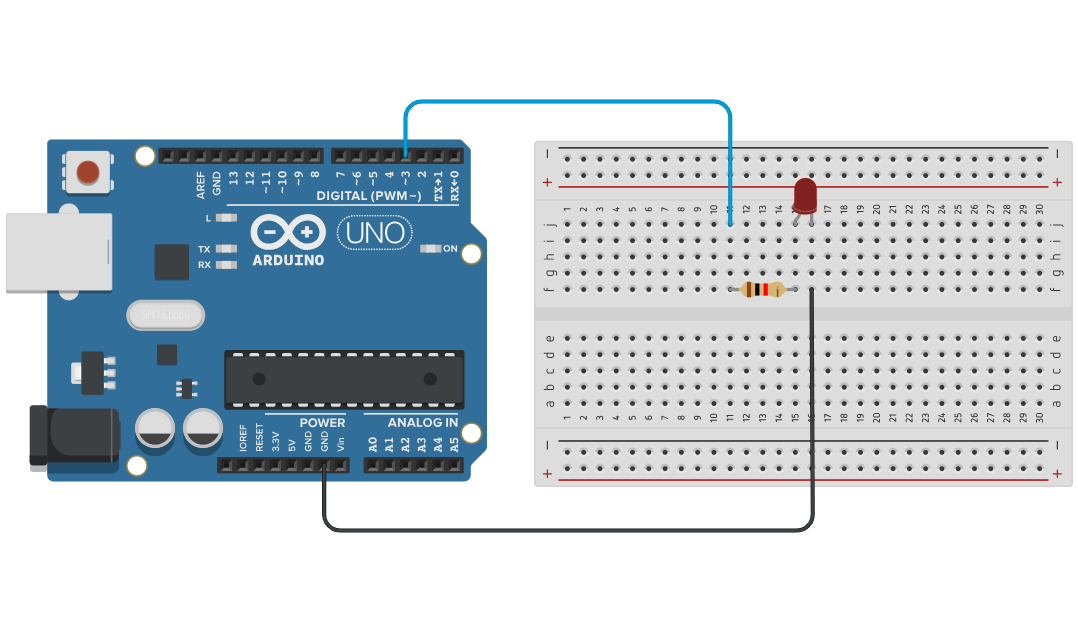 AREF
GND
13
12
~11
~10
~9
8
7
~6
~5
4
~3
2
TX→1
RX←0
DIGITAL (PWM~)
L
TX
RX
ARDUINO
UNO
ON
SPK16.000G
POWER
ANALOG IN
IOREF
RESET
3.3V
5V
GND
GND
Vin
A0
A1
A2
A3
A4
A5
− −
+ +
1 2 3 4 5 6 7 8 9 10 12 13 14 17 18 19 20 21 22 23 24 25 26 27 28 29 30
j j
i i
h h
g g
f f
e e
d d
c c
b b
a a
1 2 3 4 5 6 7 8 9 10 11 12 13 14 15 17 18 19 20 21 22 23 24 25 26 27 28 29 30
− −
+ +